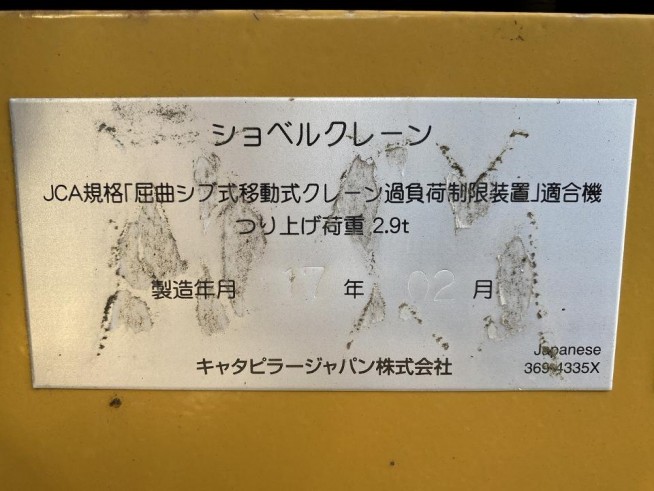 ショベルクレーン
JCA規格｢屈曲ジブ式移動式クレーン過負荷制限装置｣適合機
つり上げ荷重 2.9t
製造年月 17 年 02 月
キャタピラージャパン株式会社
Japanese
369-4335X